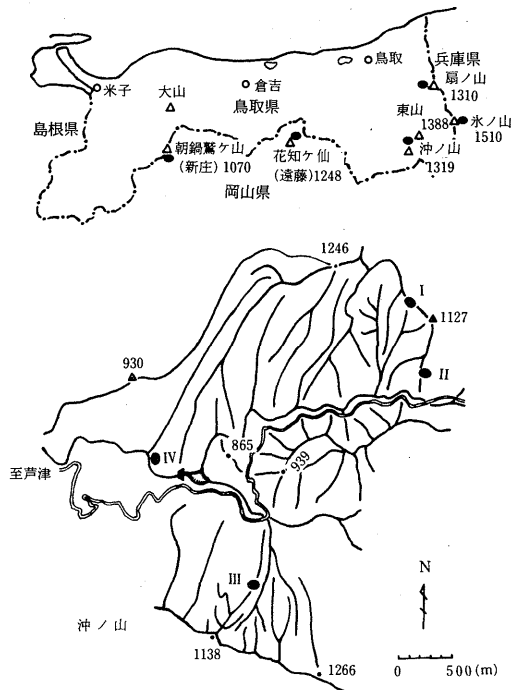 鳥取
兵庫県
扇ノ山
1310
米子
倉吉
大山
鳥取県
東山
1388
氷ノ山
1510
島根県
朝鍋鷲ケ山
(新庄) 1070
花知ケ仙
(遠藤)1248
沖ノ山
1319
岡山県
1246
I
1127
930
II
865
IV
939
至芦津
III
N
沖ノ山
1138
1266
0 500 (m)